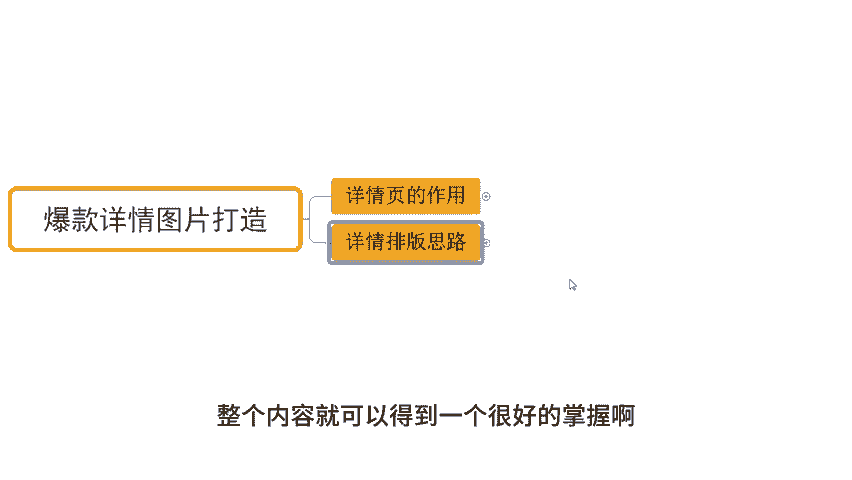 详情页的作用
爆款详情图片打造
详情排版思路
整个内容就可以得到一个很好的掌握啊